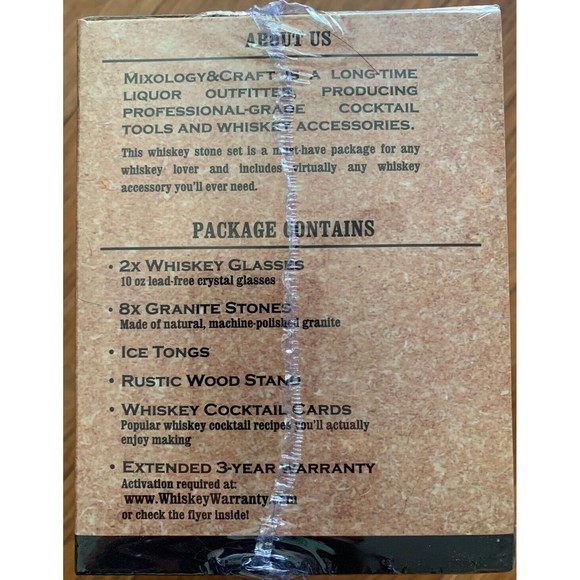 ABOUT US
MIXOLOGY&CRAFT IS A LONG-TIME
LIQUOR OUTFITTER, PRODUCING
PROFESSIONAL-GRADE COCKTAIL
TOOLS AND WHISKEY ACCESSORIES.
This whiskey stone set is a must-have package for any
whiskey lover and includes virtually any whiskey
accessory you'll ever need.
PACKAGE CONTAINS
• 2X WHISKEY GLASSES
10 oz lead-free crystal glasses
• 8X GRANITE STONES
Made of natural, machine-polished granite
• ICE TONGS
• RUSTIC WOOD STAND
• WHISKEY COCKTAIL CARDS
Popular whiskey cocktail recipes you'll actually
enjoy making
• EXTENDED 3-YEAR WARRANTY
Activation required at:
www.WhiskeyWarranty.com
or check the flyer inside!